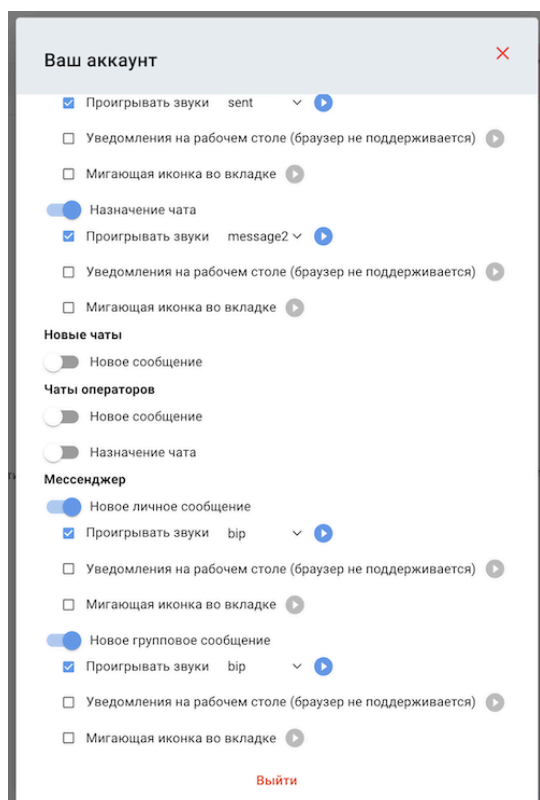 Ваш аккаунт
Проигрывать звуки sent
Уведомления на рабочем столе (браузер не поддерживается)
Мигающая иконка во вкладке
Назначение чата
Проигрывать звуки message2
Уведомления на рабочем столе (браузер не поддерживается)
Мигающая иконка во вкладке
Новые чаты
Новое сообщение
Чаты операторов
Новое сообщение
Назначение чата
Мессенджер
Новое личное сообщение
Проигрывать звуки bip
Уведомления на рабочем столе (браузер не поддерживается)
Мигающая иконка во вкладке
Новое групповое сообщение
Проигрывать звуки bip
Уведомления на рабочем столе (браузер не поддерживается)
Мигающая иконка во вкладке
Выйти